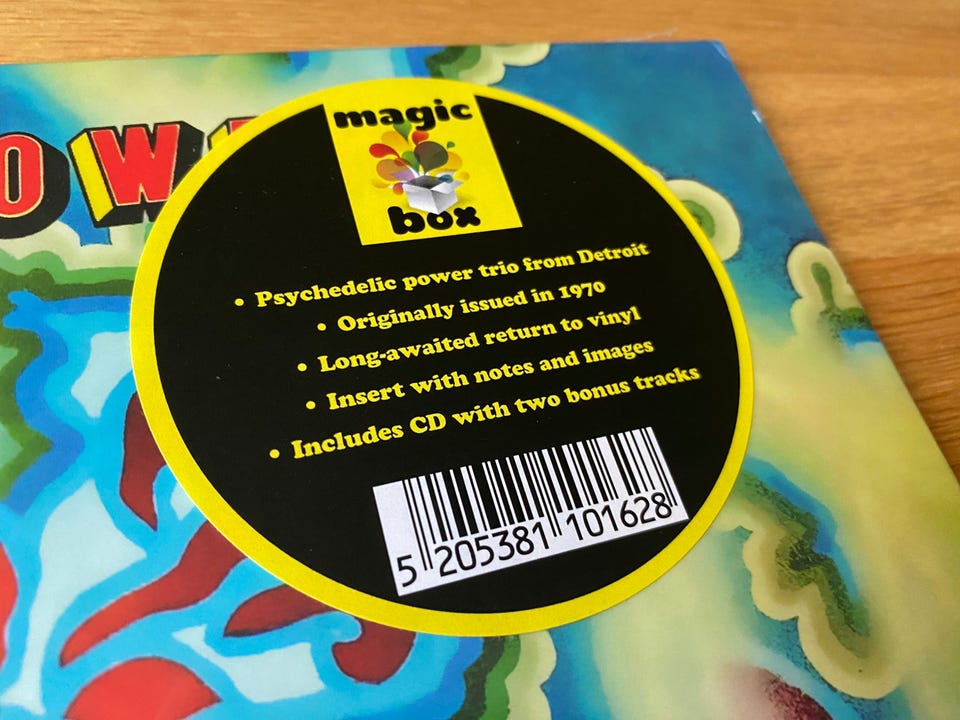 OW
magic
box
• Psychedelic power trio from Detroit
• Originally issued in 1970
• Long-awaited return to vinyl
• Insert with notes and images
• Includes CD with two bonus tracks
5 205381 101628